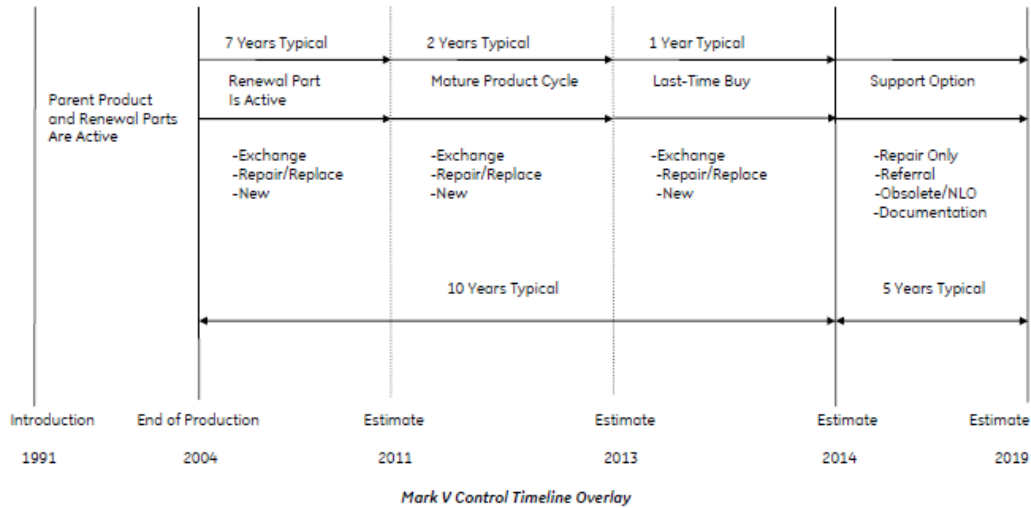 7 Years Typical
2 Years Typical
1 Year Typical
Renewal Part
Is Active
Mature Product Cycle
Last-Time Buy
Support Option
Parent Product
and Renewal Parts
Are Active
-Exchange
-Repair/Replace
-New
-Exchange
-Repair/Replace
-New
-Exchange
-Repair/Replace
-New
-Repair Only
-Referral
-Obsolete/NLO
-Documentation
10 Years Typical
5 Years Typical
Introduction
End of Production
Estimate
Estimate
Estimate
Estimate
1991
2004
2011
2013
2014
2019
Mark V Control Timeline Overlay